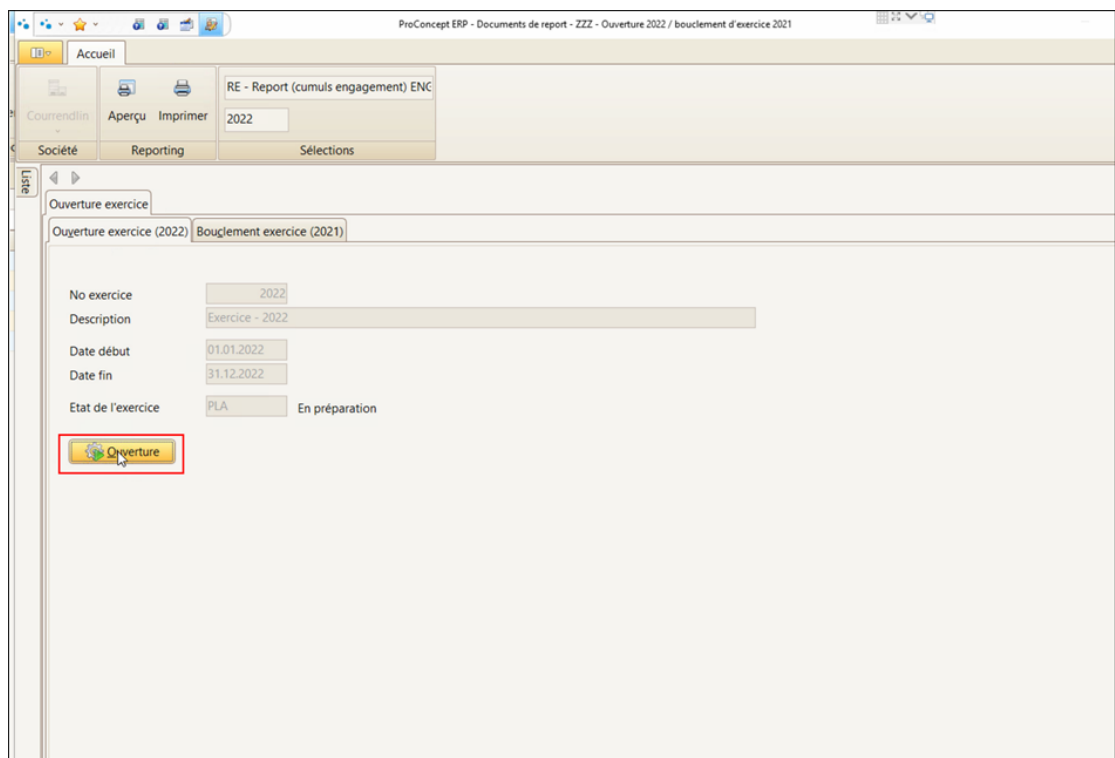 ProConcept ERP - Documents de report - ZZZ - Ouverture 2022 / bouclement d'exercice 2021
Accueil
RE - Report (cumuls engagement) ENG
Courrendlin Aperçu Imprimer
2022
Société Reporting Sélections
Liste
Ouverture exercice
Ouverture exercice (2022) Bouclement exercice (2021)
No exercice 2022
Description Exercice - 2022
Date début 01.01.2022
Date fin 31.12.2022
Etat de l'exercice PLA En préparation
Ouverture